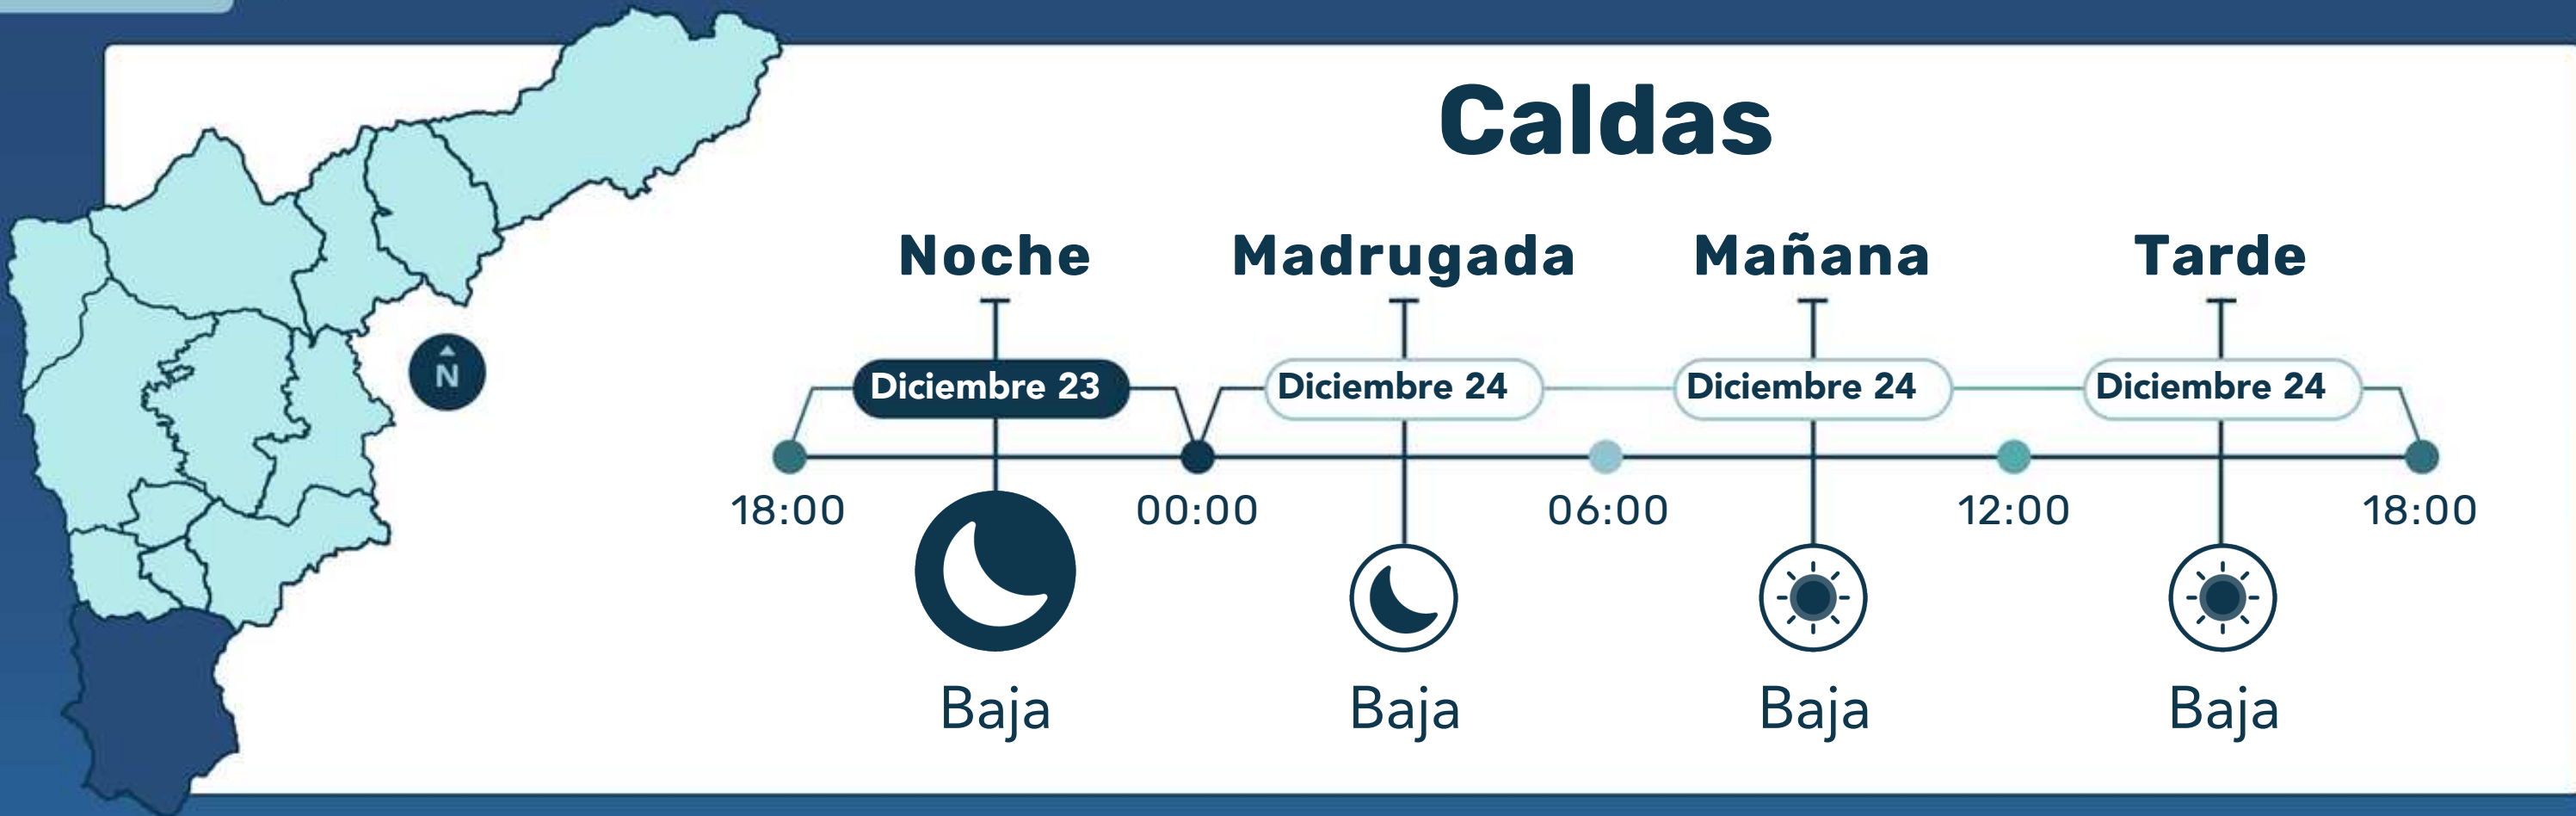 Caldas
Noche
Madrugada
Mañana
Tarde
Diciembre 23
Diciembre 24
Diciembre 24
Diciembre 24
N
18:00
00:00
06:00
12:00
18:00
Baja
Baja
Baja
Baja